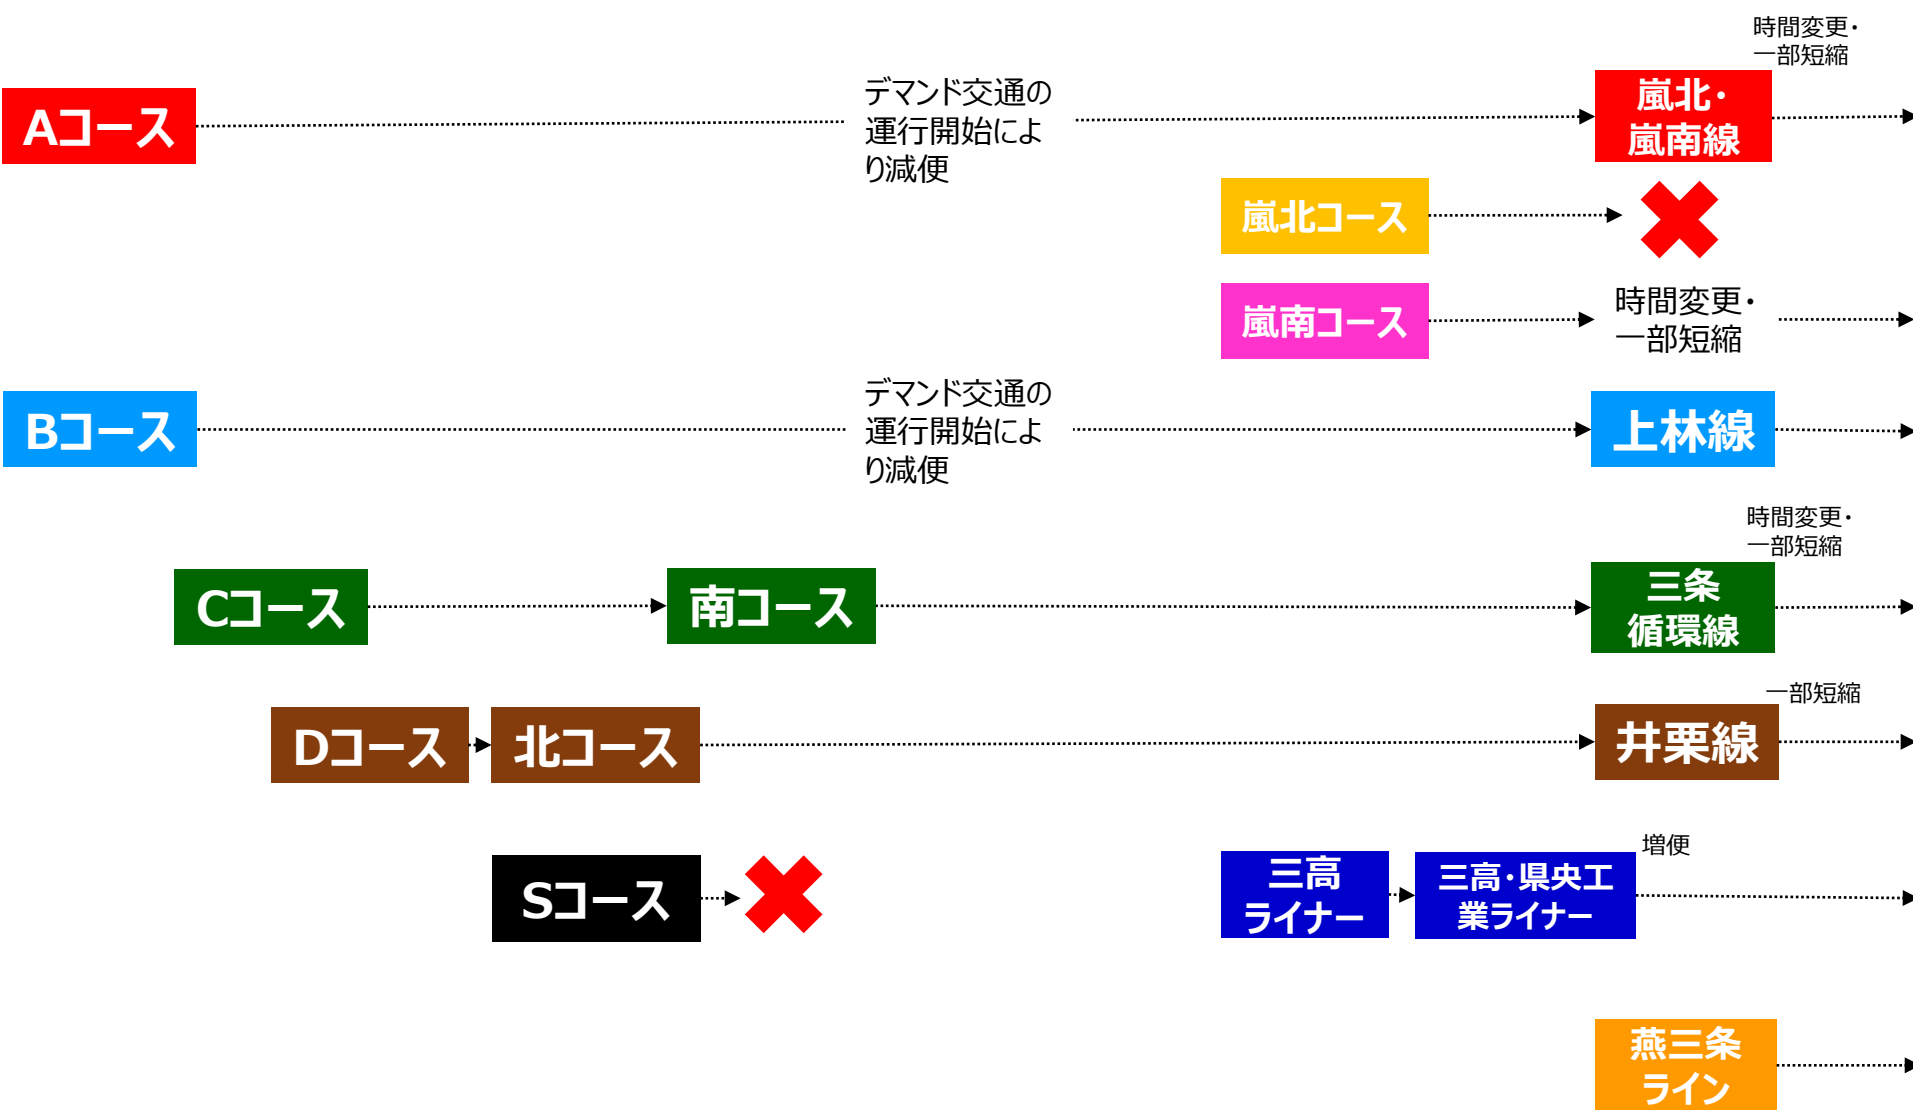 時間変更・
一部短縮
Aコース
デマンド交通の
運行開始によ
り減便
嵐北・
嵐南線
嵐北コース
嵐南コース
時間変更・
一部短縮
Bコース
デマンド交通の
運行開始によ
り減便
上林線
時間変更・
一部短縮
Cコース
南コース
三条
循環線
一部短縮
Dコース
北コース
井栗線
増便
Sコース
三高
ライナー
三高・県央工
業ライナー
燕三条
ライン